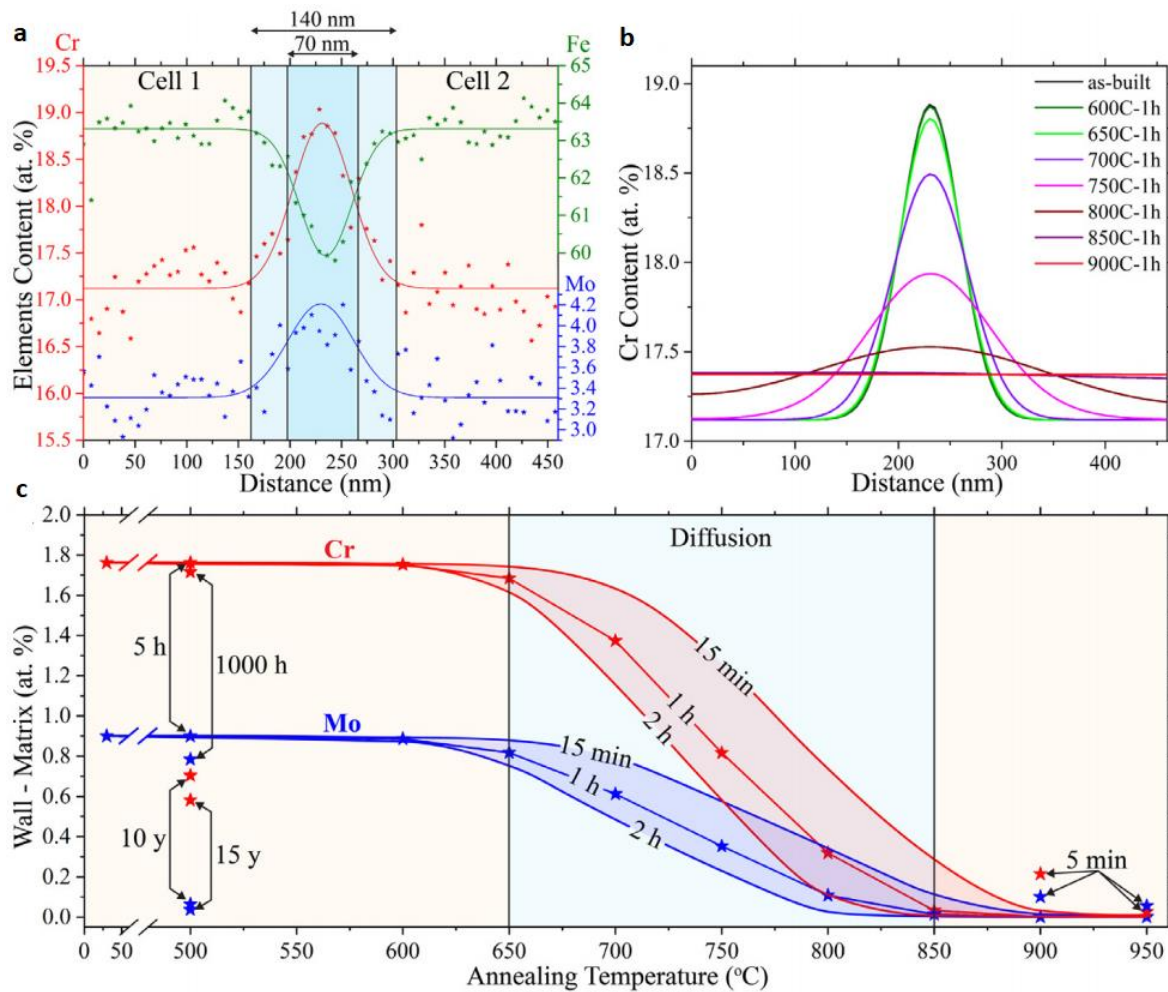 a
140 nm
70 nm
Cr
Fe
Cell 1
Cell 2
19.5
19.0
18.5
18.0
17.5
17.0
16.5
16.0
15.5
Elements Content (at. %)
65
64
63
62
61
60
Mo
4.2
4.0
3.8
3.6
3.4
3.2
3.0
0 50 100 150 200 250 300 350 400 450
Distance (nm)
b
19.0
18.5
18.0
17.5
17.0
Cr Content (at. %)
as-built
600C-1h
650C-1h
700C-1h
750C-1h
800C-1h
850C-1h
900C-1h
0 100 200 300 400
Distance (nm)
c
2.0
1.8
1.6
1.4
1.2
1.0
0.8
0.6
0.4
0.2
0.0
Wall - Matrix (at. %)
Cr
Diffusion
5 h
1000 h
Mo
10 y
15 y
15 min
1 h
2 h
15 min
1 h
2 h
5 min
0 50 500 550 600 650 700 750 800 850 900 950
Annealing Temperature (°C)